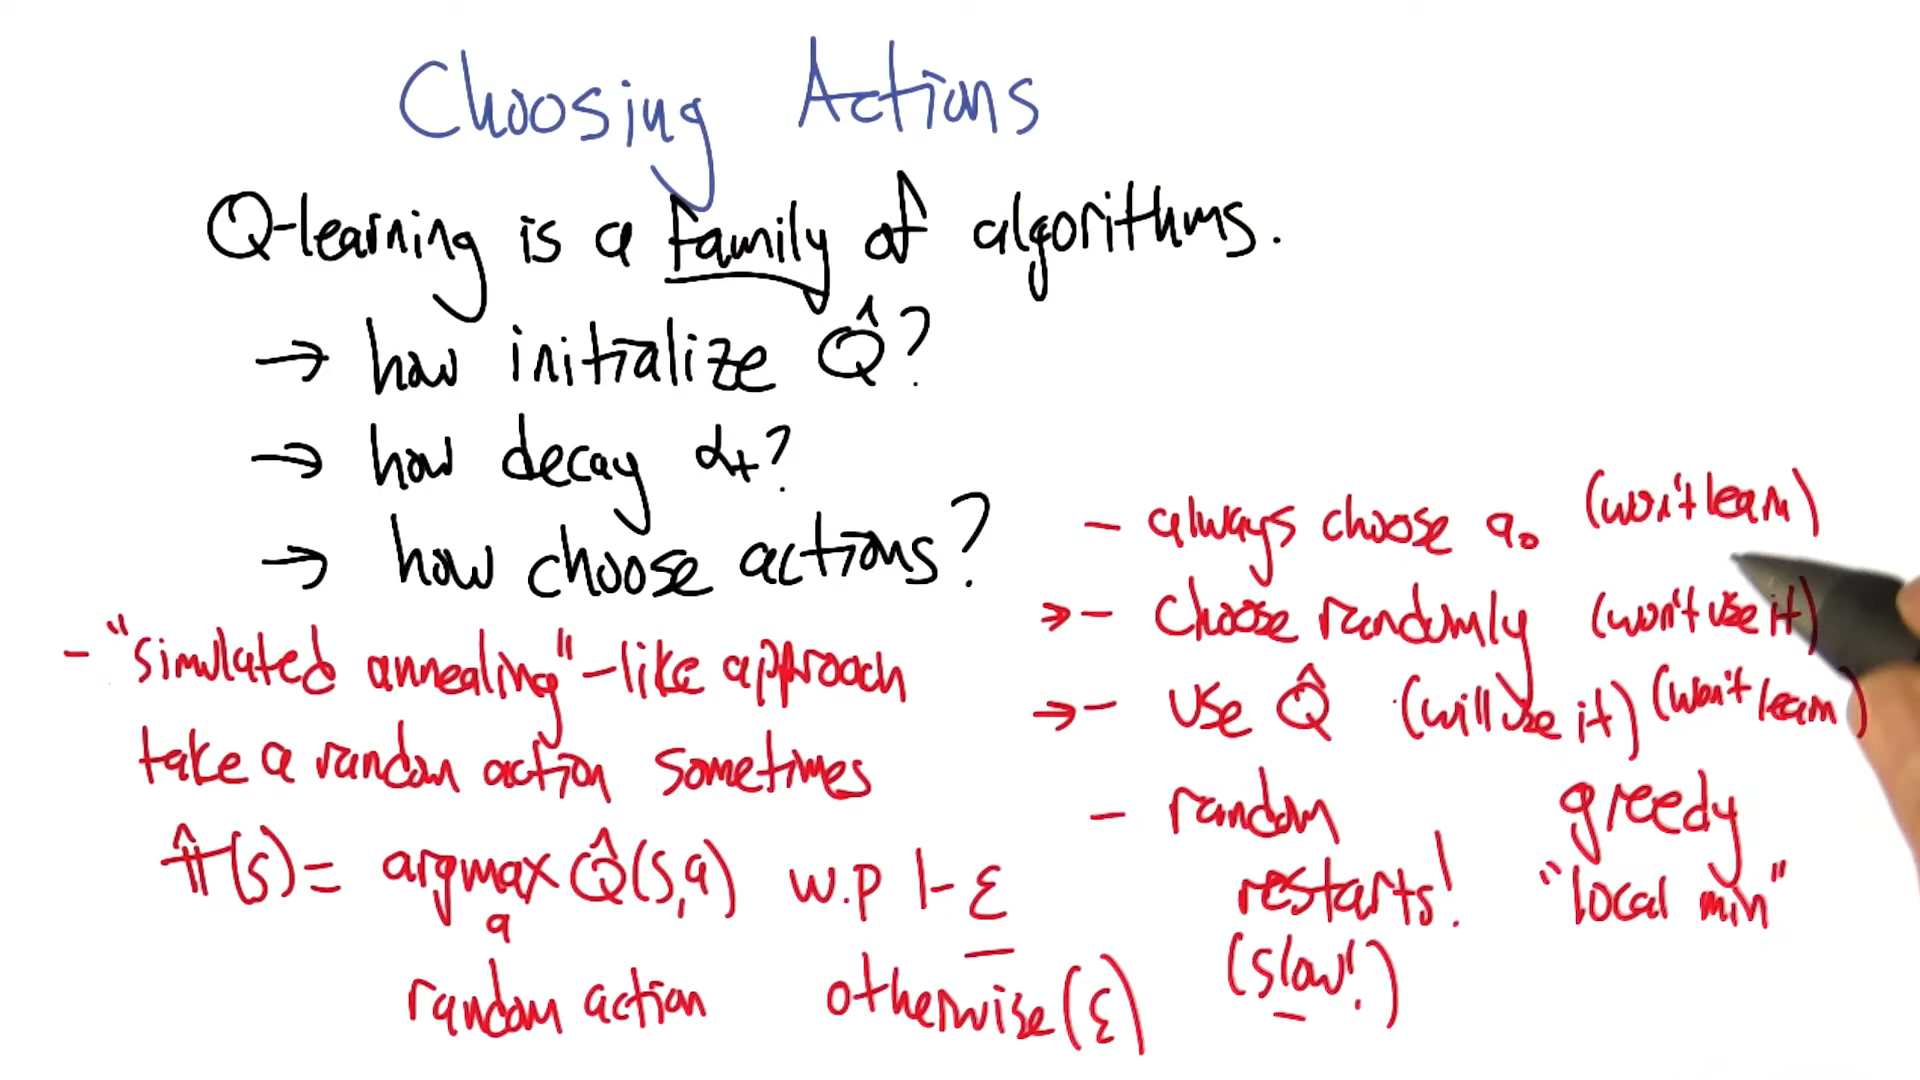 Choosing Actions
Q-learning is a family of algorithms.
→ how initialize Q̂?
→ how decay αt?
→ how choose actions?
- always choose a₀ (won't learn)
→ - choose randomly (won't use it)
→ - use Q̂ (will use it) (won't learn)
- random restarts! (slow!)
greedy
"local min"
- "simulated annealing"-like approach
take a random action sometimes
π̂(s) = argmax Q̂(s,a) w.p 1-ε
a
random action otherwise (ε)